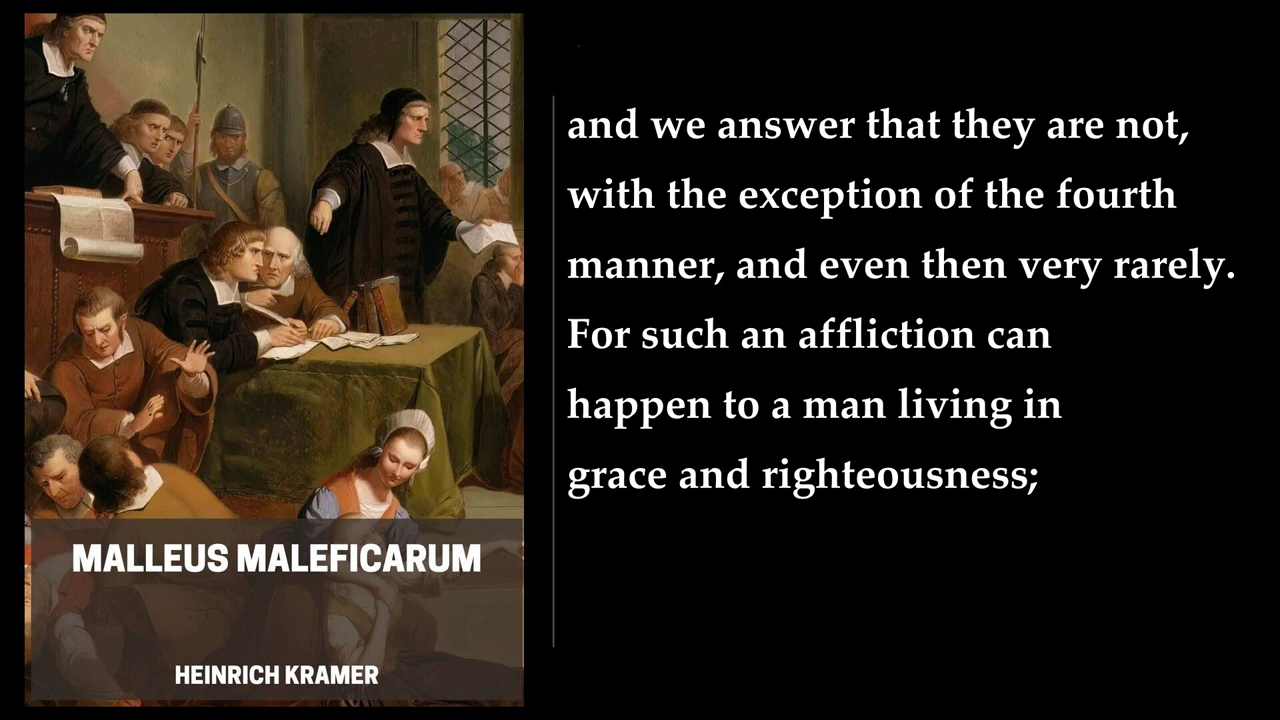 MALLEUS MALEFICARUM
HEINRICH KRAMER
and we answer that they are not,
with the exception of the fourth
manner, and even then very rarely.
For such an affliction can
happen to a man living in
grace and righteousness;